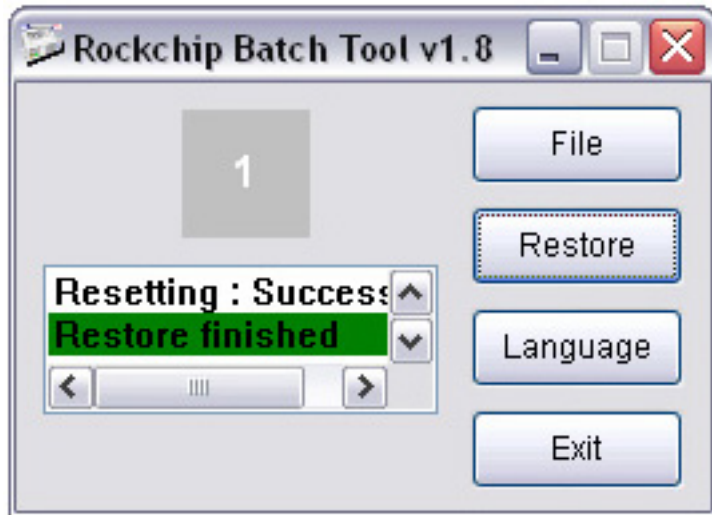 Rockchip Batch Tool v1.8
1
Resetting : Success
Restore finished
File
Restore
Language
Exit